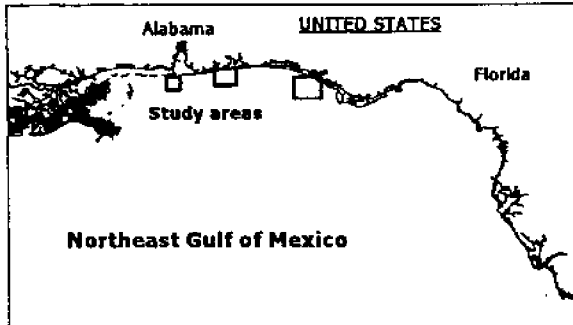 UNITED STATES
Alabama
Florida
Study areas
Northeast Gulf of Mexico